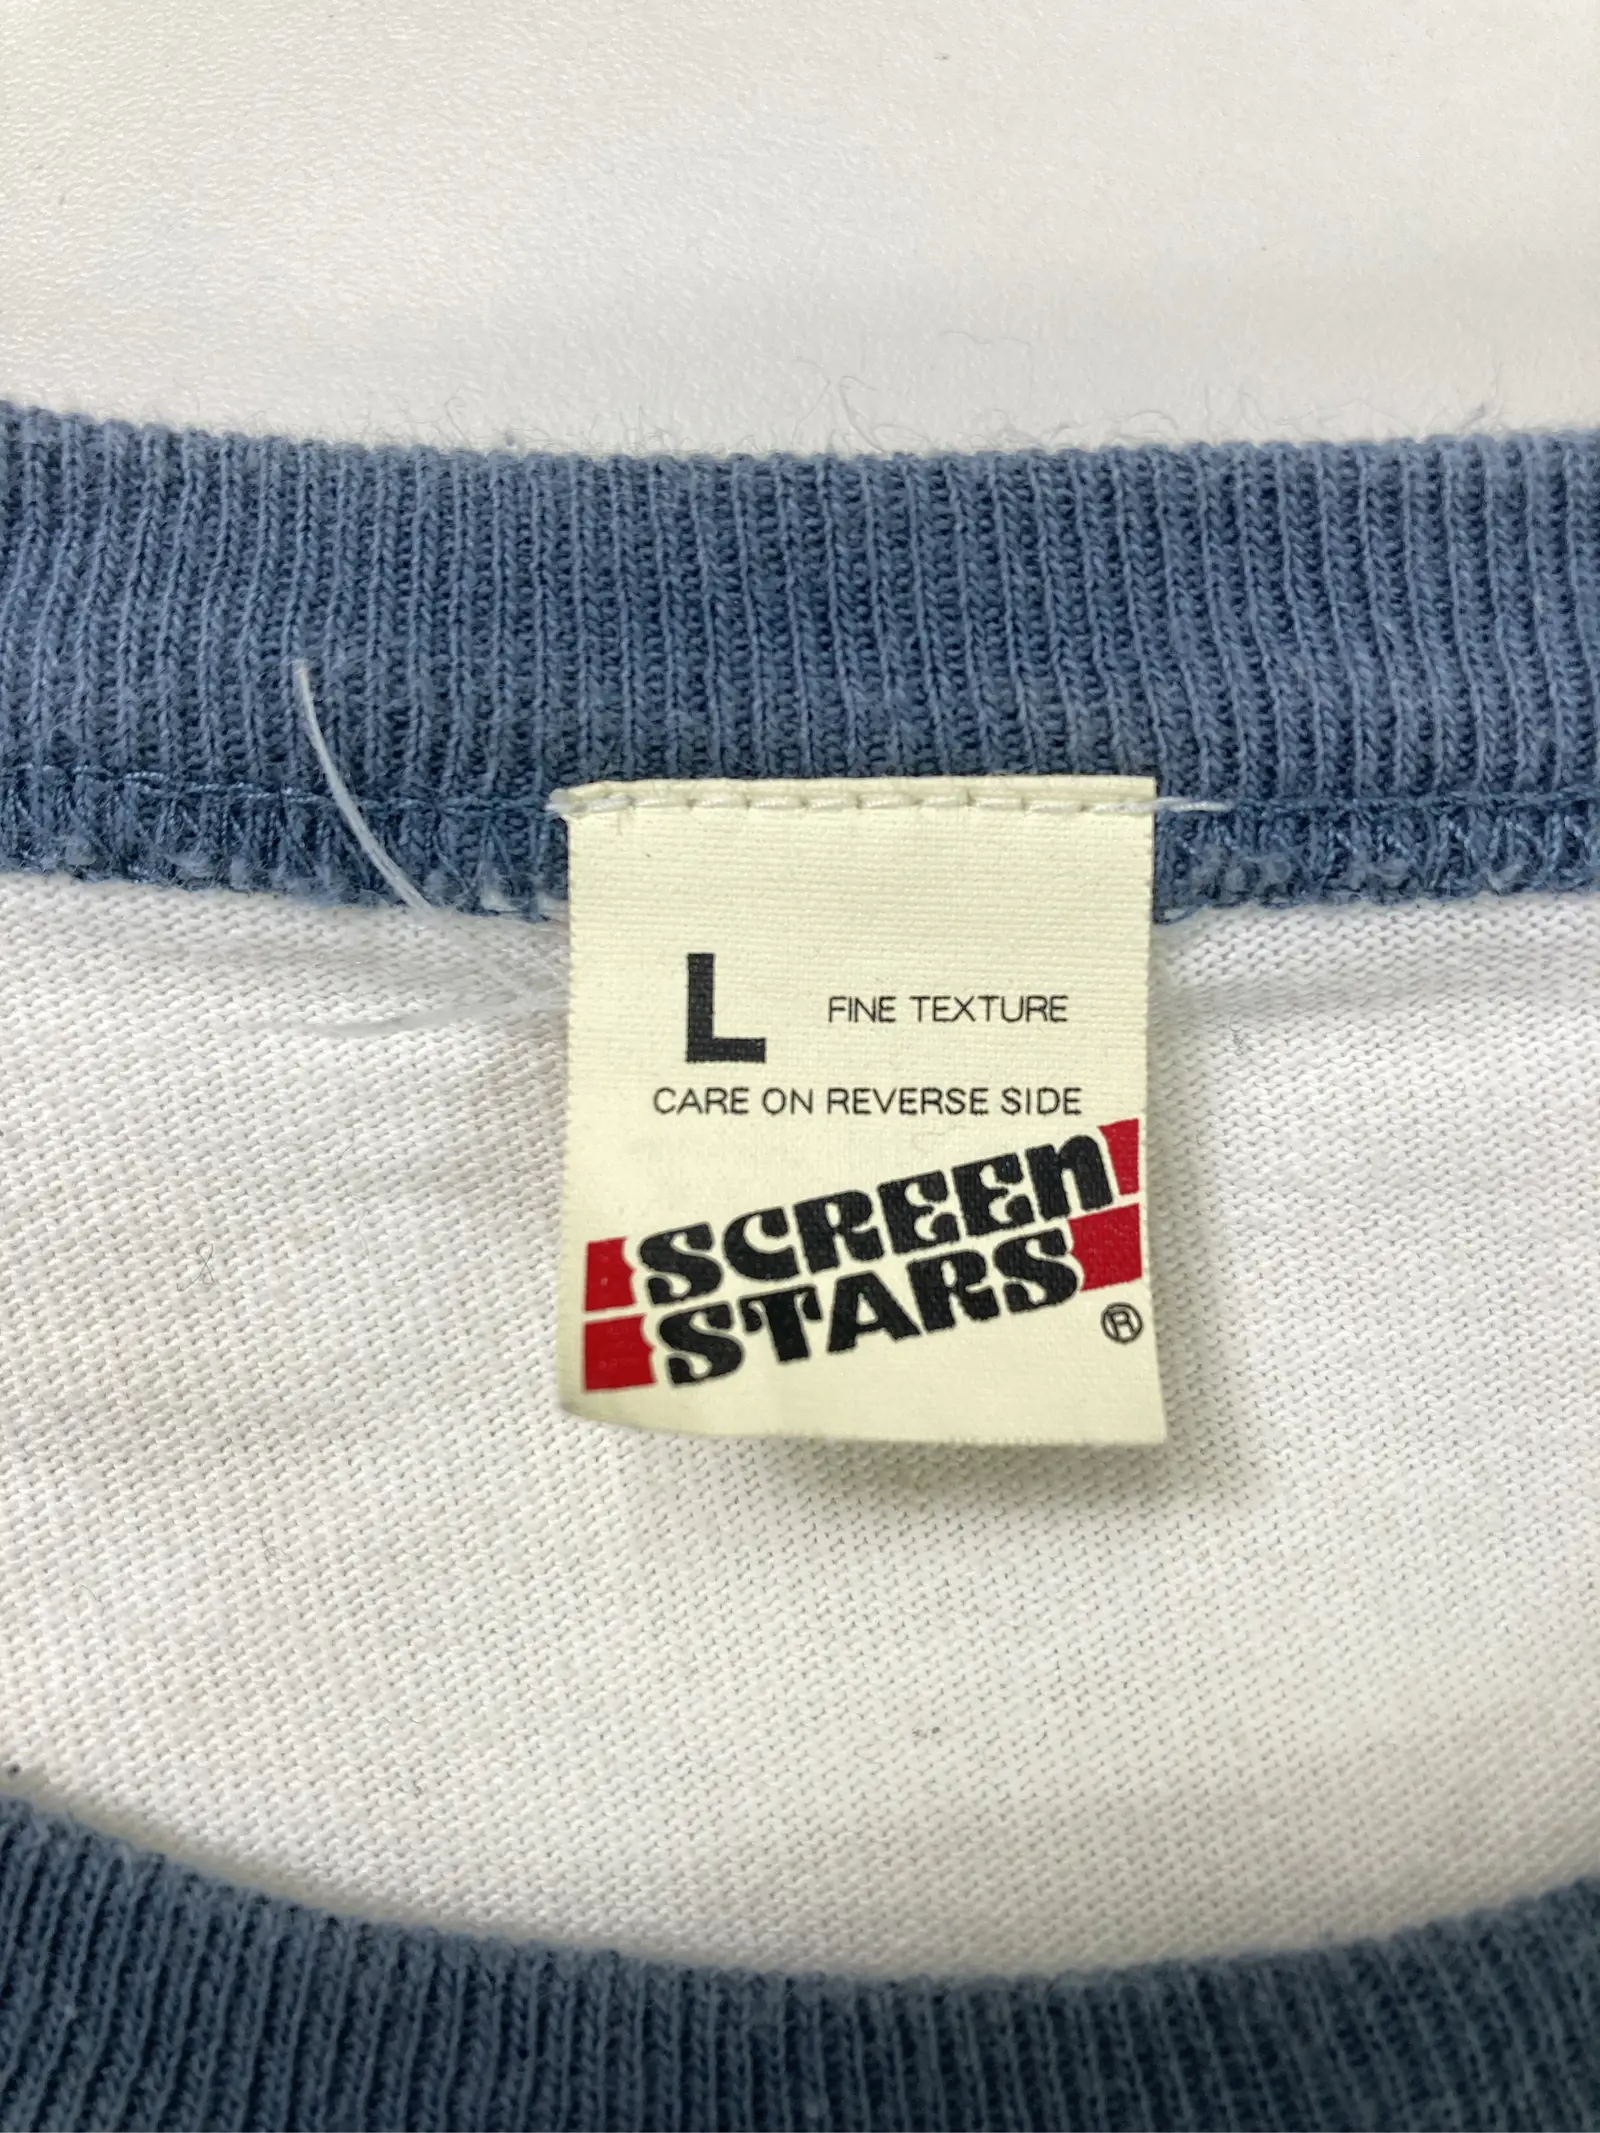 L FINE TEXTURE
CARE ON REVERSE SIDE
SCREEN
STARS
®